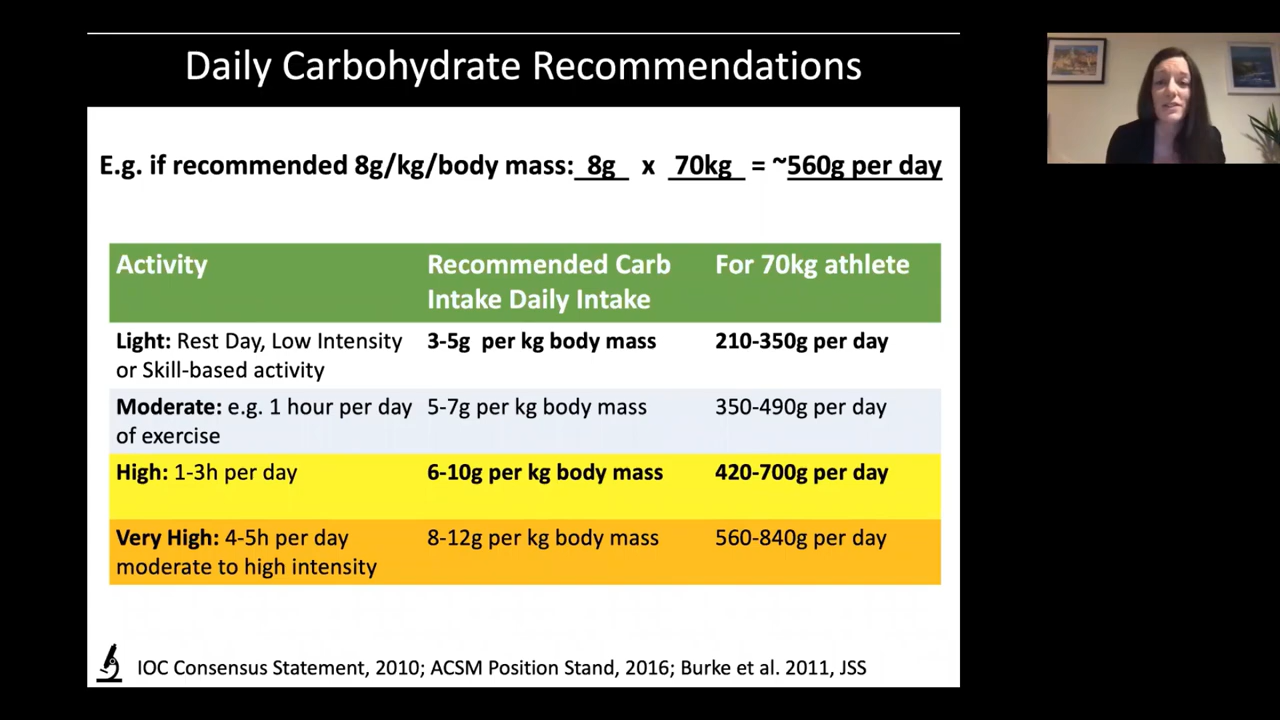 Daily Carbohydrate Recommendations
E.g. if recommended 8g/kg/body mass: 8g x 70kg = ~560g per day
Activity
Recommended Carb
Intake Daily Intake
For 70kg athlete
Light: Rest Day, Low Intensity
or Skill-based activity
3-5g per kg body mass
210-350g per day
Moderate: e.g. 1 hour per day
of exercise
5-7g per kg body mass
350-490g per day
High: 1-3h per day
6-10g per kg body mass
420-700g per day
Very High: 4-5h per day
moderate to high intensity
8-12g per kg body mass
560-840g per day
IOC Consensus Statement, 2010; ACSM Position Stand, 2016; Burke et al. 2011, JSS